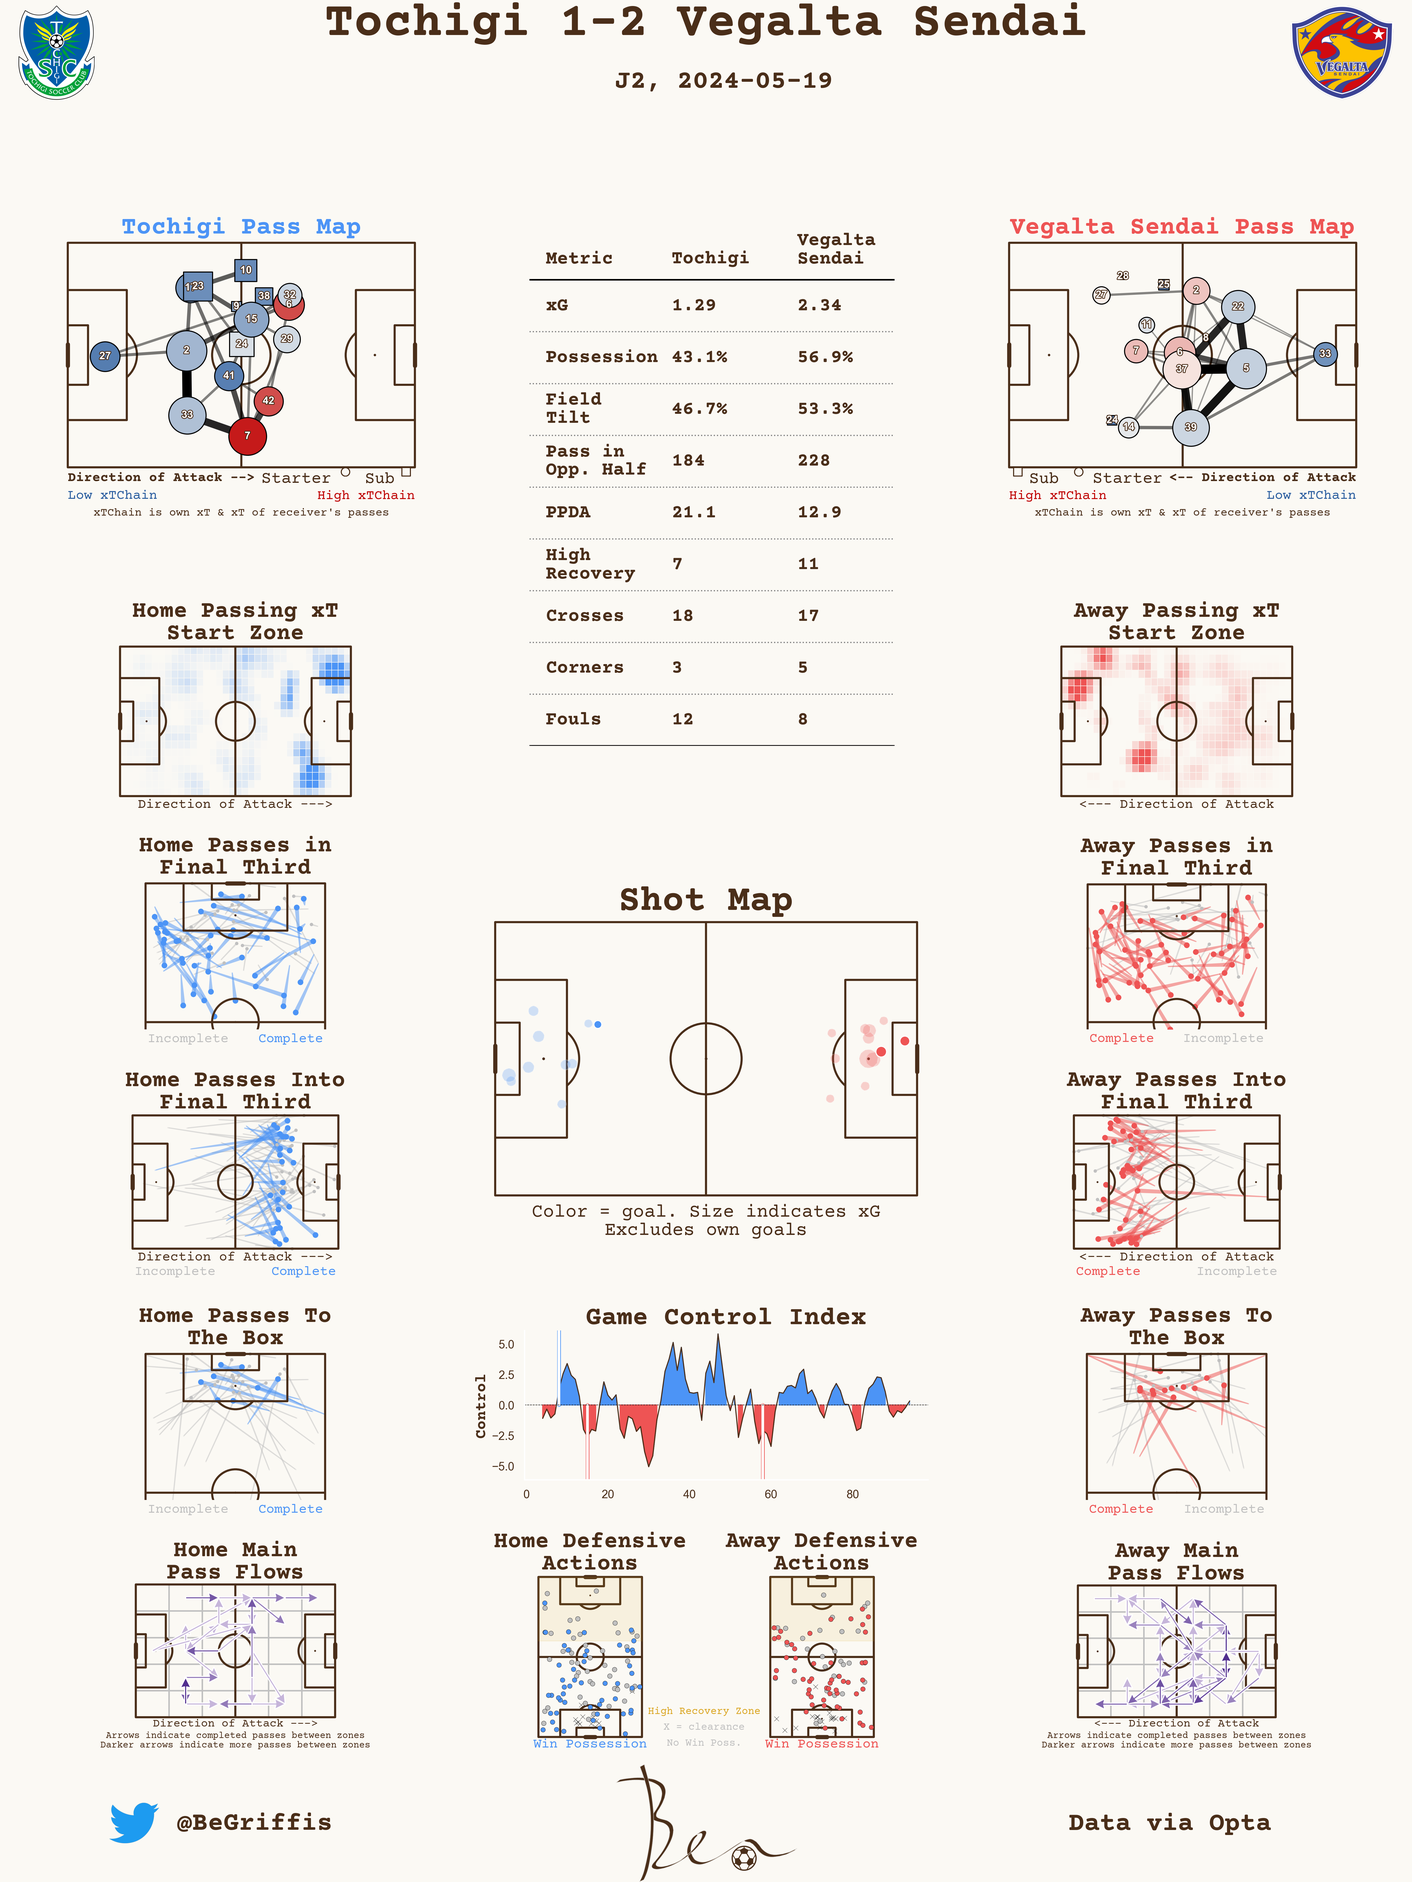 Tochigi 1-2 Vegalta Sendai
J2, 2024-05-19
TOCHIGI SOCCER CLUB
VEGALTA
SENDAI
Tochigi Pass Map
10
23
38
32
6
9
15
29
24
2
27
41
42
33
7
Direction of Attack --> Starter Sub
Low xTChain High xTChain
xTChain is own xT & xT of receiver's passes
Metric Tochigi Vegalta Sendai
xG 1.29 2.34
Possession 43.1% 56.9%
Field Tilt 46.7% 53.3%
Pass in Opp. Half 184 228
PPDA 21.1 12.9
High Recovery 7 11
Crosses 18 17
Corners 3 5
Fouls 12 8
Vegalta Sendai Pass Map
28
25
27
2
22
11
8
7
6
33
37
5
24
14
39
Sub Starter <-- Direction of Attack
High xTChain Low xTChain
xTChain is own xT & xT of receiver's passes
Home Passing xT
Start Zone
Direction of Attack --->
Away Passing xT
Start Zone
<--- Direction of Attack
Home Passes in
Final Third
Incomplete Complete
Away Passes in
Final Third
Complete Incomplete
Shot Map
Color = goal. Size indicates xG
Excludes own goals
Home Passes Into
Final Third
Direction of Attack --->
Incomplete Complete
Away Passes Into
Final Third
<--- Direction of Attack
Complete Incomplete
Home Passes To
The Box
Incomplete Complete
Game Control Index
Control
5.0
2.5
0.0
−2.5
−5.0
0 20 40 60 80
Away Passes To
The Box
Complete Incomplete
Home Main
Pass Flows
Direction of Attack --->
Arrows indicate completed passes between zones
Darker arrows indicate more passes between zones
Home Defensive
Actions
Win Possession
Away Defensive
Actions
Win Possession
High Recovery Zone
X = clearance
No Win Poss.
Away Main
Pass Flows
<--- Direction of Attack
Arrows indicate completed passes between zones
Darker arrows indicate more passes between zones
@BeGriffis
Ben
Data via Opta